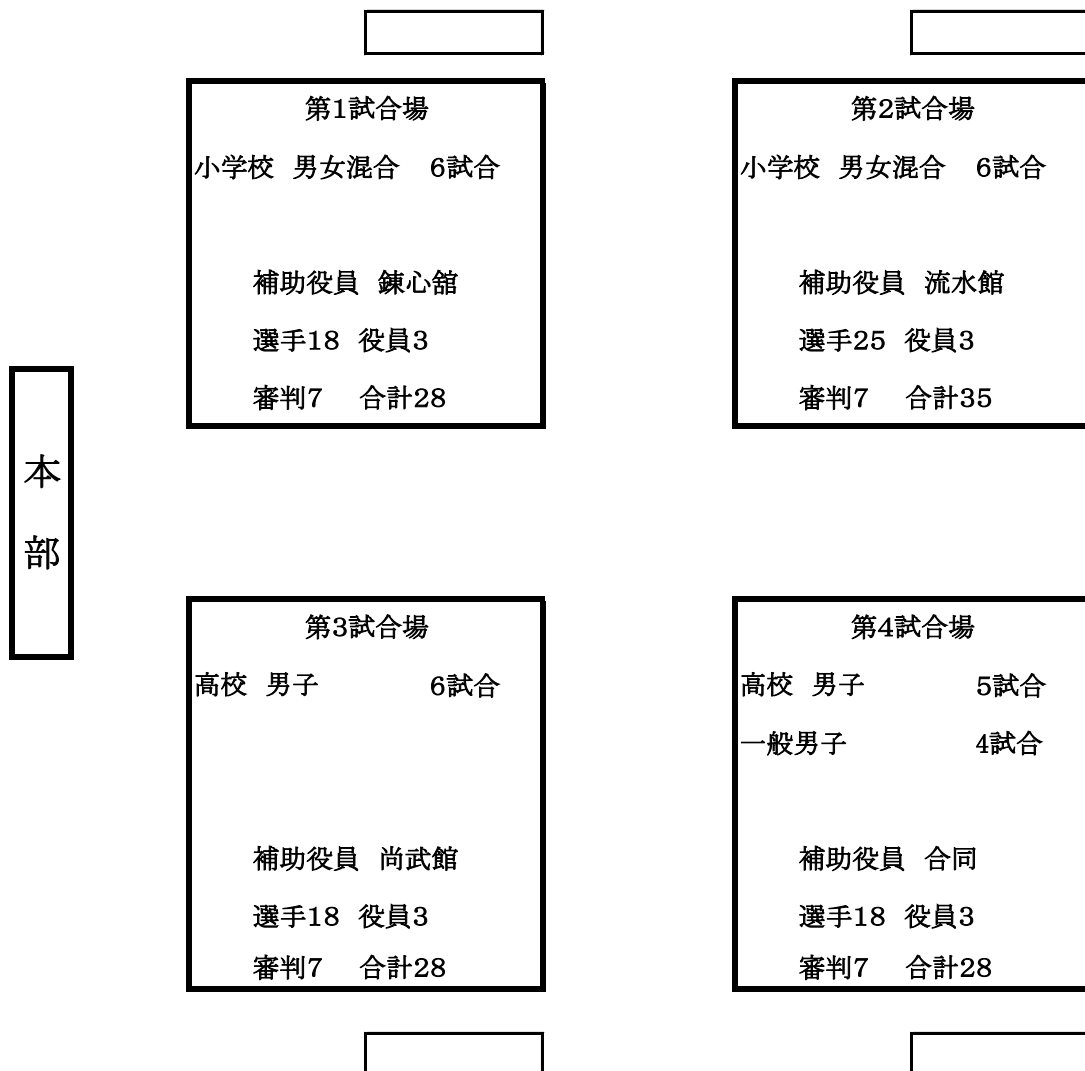 第1試合場
小学校 男女混合 6試合
補助役員 錬心舘
選手18 役員3
審判7 合計28
第2試合場
小学校 男女混合 6試合
補助役員 流水館
選手25 役員3
審判7 合計35
本部
第3試合場
高校 男子 6試合
補助役員 尚武館
選手18 役員3
審判7 合計28
第4試合場
高校 男子 5試合
一般男子 4試合
補助役員 合同
選手18 役員3
審判7 合計28